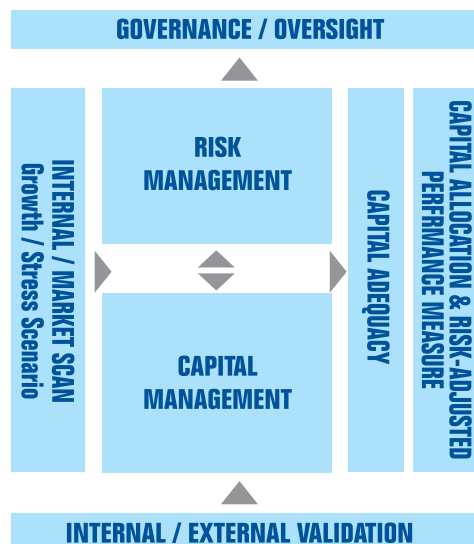 GOVERNANCE / OVERSIGHT
INTERNAL / MARKET SCAN
Growth / Stress Scenario
RISK
MANAGEMENT
CAPITAL
MANAGEMENT
CAPITAL ADEQUACY
CAPITAL ALLOCATION & RISK-ADJUSTED
PERFRMANCE MEASURE
INTERNAL / EXTERNAL VALIDATION